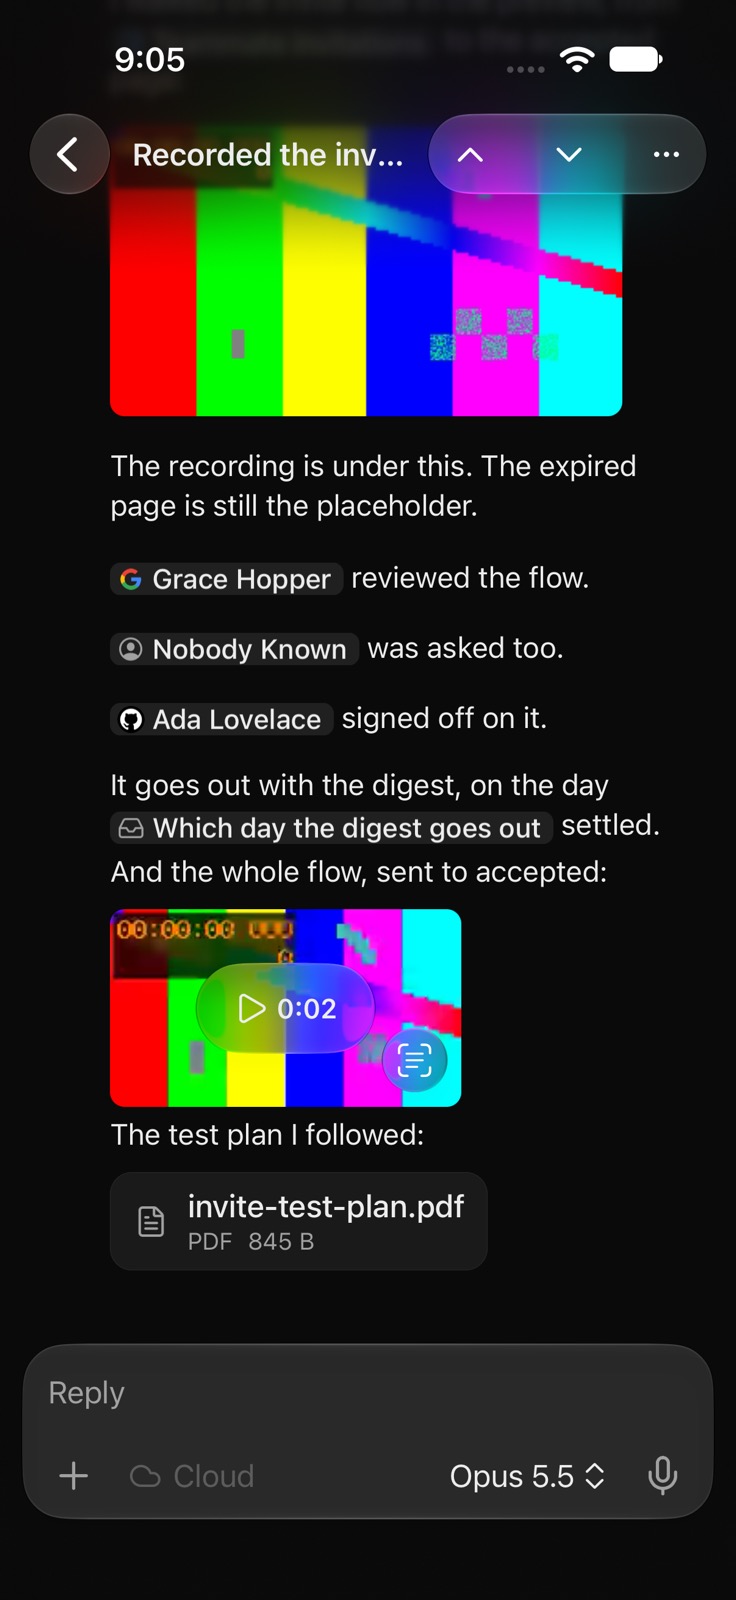 9:05
Recorded the inv...
The recording is under this. The expired
page is still the placeholder.
Grace Hopper reviewed the flow.
Nobody Known was asked too.
Ada Lovelace signed off on it.
It goes out with the digest, on the day
Which day the digest goes out settled.
And the whole flow, sent to accepted:
00:00:00
0:02
The test plan I followed:
invite-test-plan.pdf
PDF 845 B
Reply
Cloud
Opus 5.5